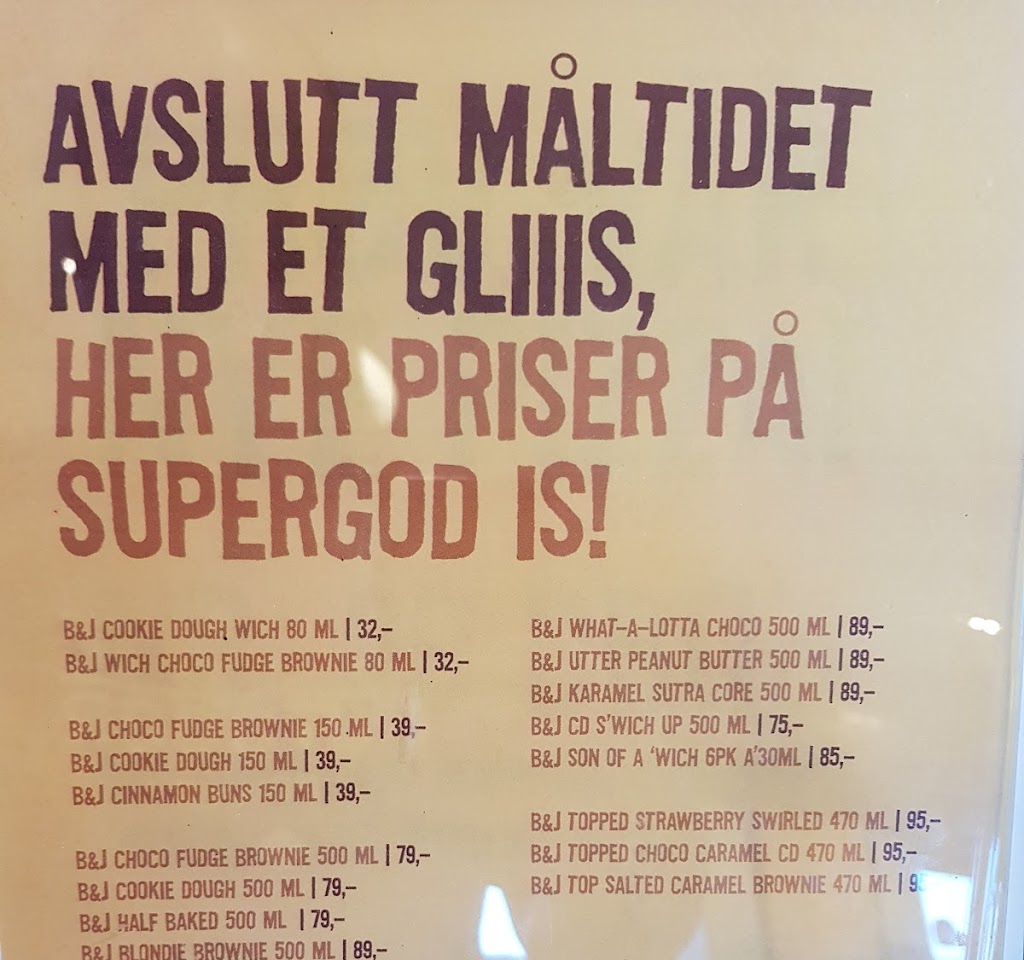 AVSLUTT MÅLTIDET
MED ET GLIIIS,
HER ER PRISER PÅ
SUPERGOD IS!
B&J COOKIE DOUGH WICH 80 ML | 32,–
B&J WICH CHOCO FUDGE BROWNIE 80 ML | 32,–
B&J CHOCO FUDGE BROWNIE 150 ML | 39,–
B&J COOKIE DOUGH 150 ML | 39,–
B&J CINNAMON BUNS 150 ML | 39,–
B&J CHOCO FUDGE BROWNIE 500 ML | 79,–
B&J COOKIE DOUGH 500 ML | 79,–
B&J HALF BAKED 500 ML | 79,–
B&J BLONDIE BROWNIE 500 ML | 89,–
B&J WHAT–A–LOTTA CHOCO 500 ML | 89,–
B&J UTTER PEANUT BUTTER 500 ML | 89,–
B&J KARAMEL SUTRA CORE 500 ML | 89,–
B&J CD S'WICH UP 500 ML | 75,–
B&J SON OF A 'WICH 6PK A'30ML | 85,–
B&J TOPPED STRAWBERRY SWIRLED 470 ML | 95,–
B&J TOPPED CHOCO CARAMEL CD 470 ML | 95,–
B&J TOP SALTED CARAMEL BROWNIE 470 ML |